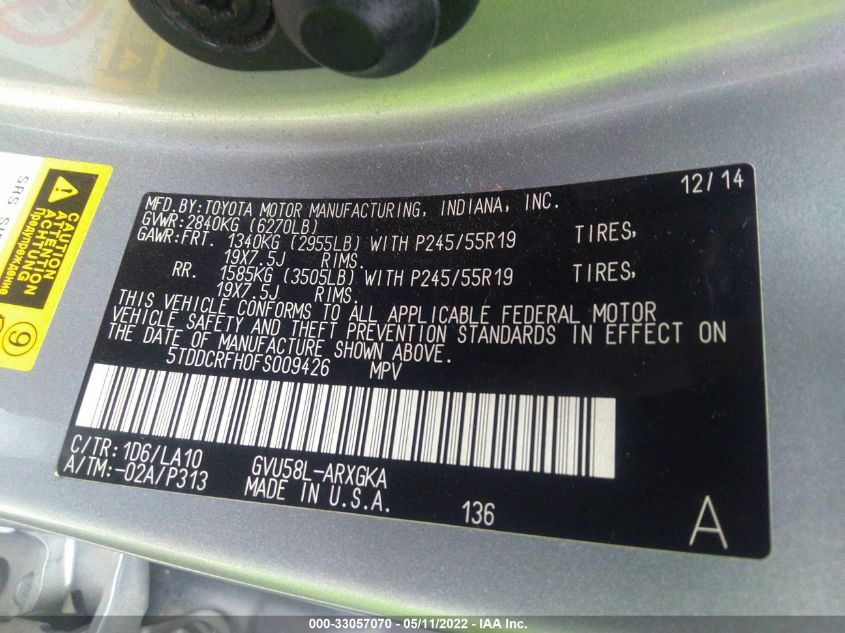 MFD.BY:TOYOTA MOTOR MANUFACTURING, INDIANA, INC. 12/14
GVWR:2840KG (6270LB)
GAWR:FRT. 1340KG (2955LB) WITH P245/55R19 TIRES,
19X7.5J RIMS.
RR. 1585KG (3505LB) WITH P245/55R19 TIRES,
19X7.5J RIMS.
THIS VEHICLE CONFORMS TO ALL APPLICABLE FEDERAL MOTOR
VEHICLE SAFETY AND THEFT PREVENTION STANDARDS IN EFFECT ON
THE DATE OF MANUFACTURE SHOWN ABOVE.
5TDDCRFH0FS009426 MPV
C/TR:1D6/LA10 GVU58L-ARXGKA
A/TM:-02A/P313 MADE IN U.S.A. 136 A
CAUTION
ATTENTION
ACHTUNG
Предупреждение
SRS
9
000-33057070 - 05/11/2022 - IAA Inc.